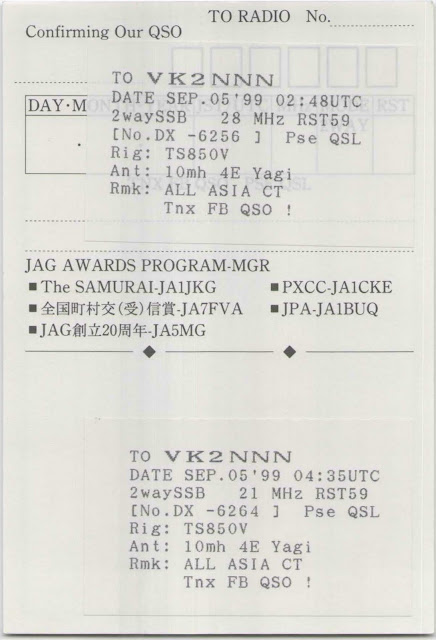 TO RADIO No.
Confirming Our QSO
TO VK2NNN
DAY・M
DATE SEP.05'99 02:48UTC
2waySSB 28 MHz RST59
[No.DX -6256 ] Pse QSL
Rig: TS850V
Ant: 10mh 4E Yagi
Rmk: ALL ASIA CT
Tnx FB QSO !
JAG AWARDS PROGRAM-MGR
■The SAMURAI-JA1JKG ■PXCC-JA1CKE
■全国町村交(受)信賞-JA7FVA ■JPA-JA1BUQ
■JAG創立20周年-JA5MG
TO VK2NNN
DATE SEP.05'99 04:35UTC
2waySSB 21 MHz RST59
[No.DX -6264 ] Pse QSL
Rig: TS850V
Ant: 10mh 4E Yagi
Rmk: ALL ASIA CT
Tnx FB QSO !